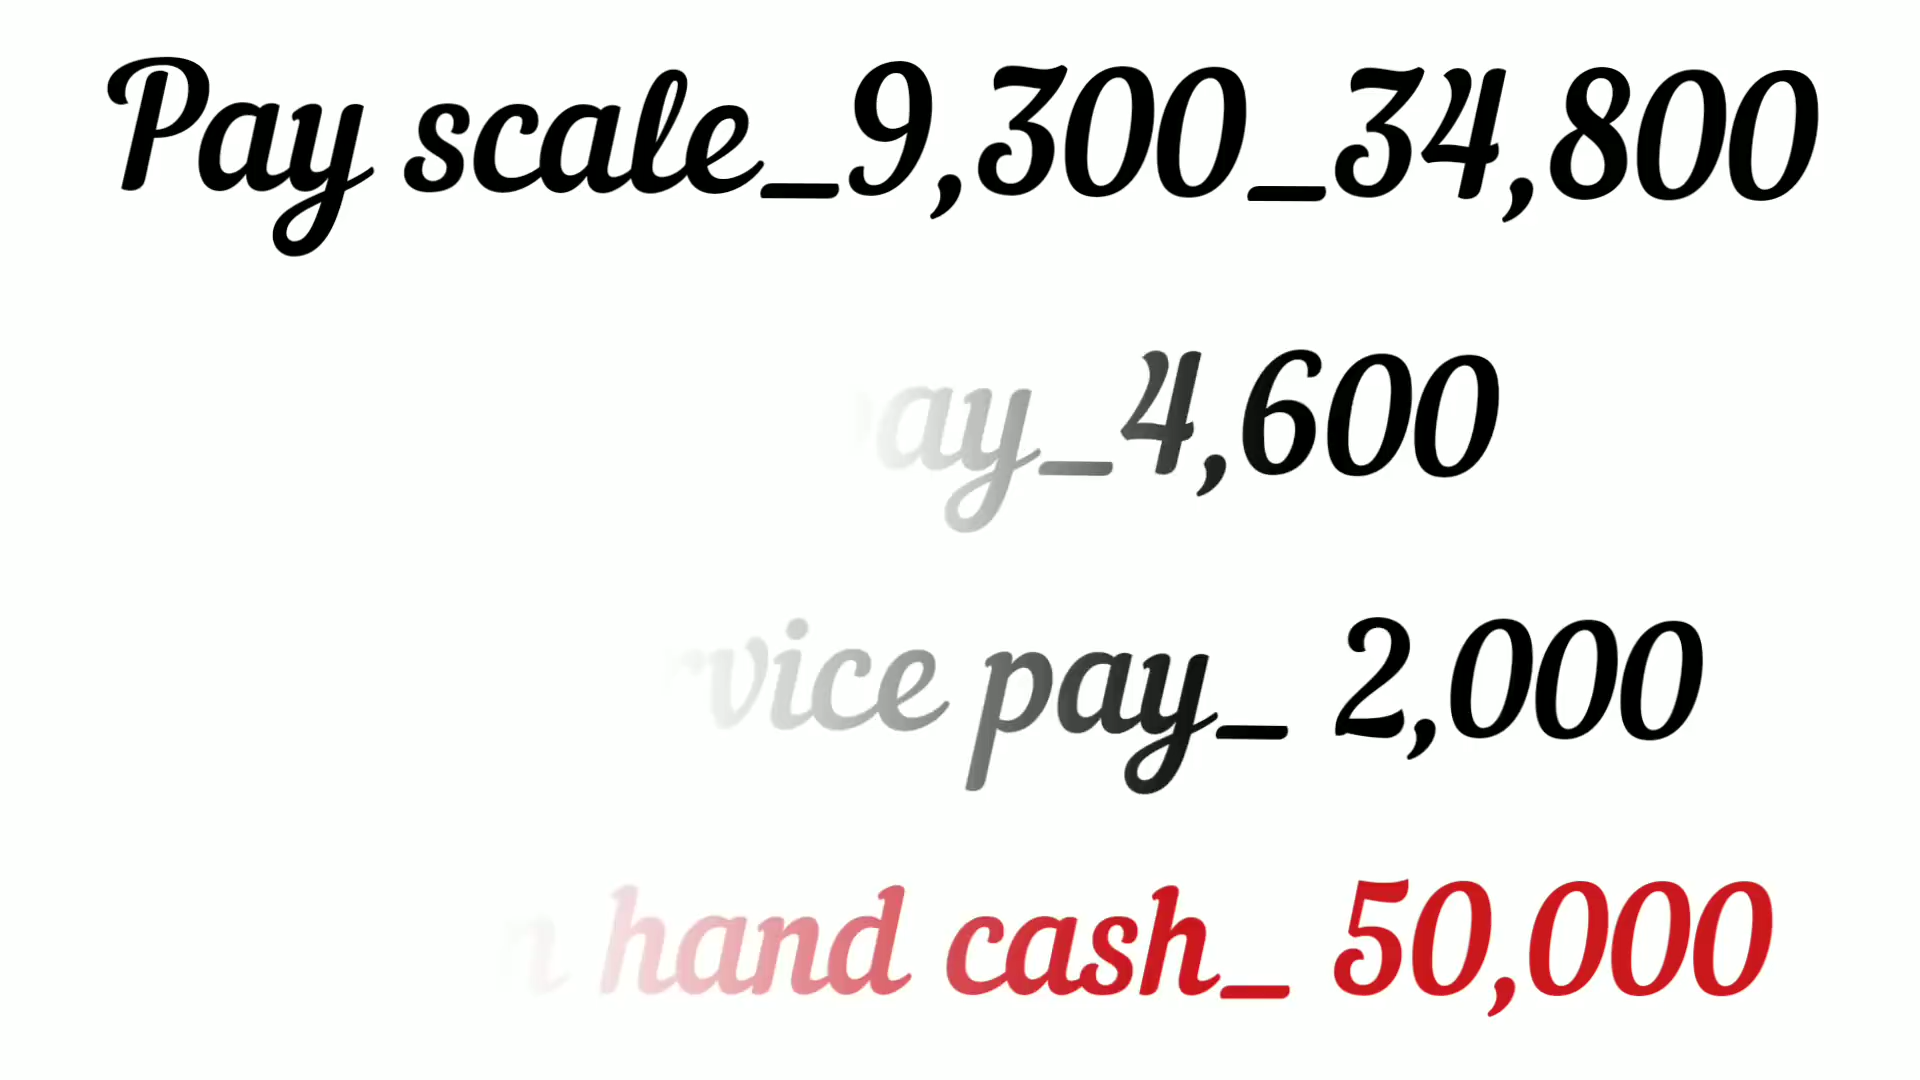 Pay scale_9,300_34,800
ay_4,600
vice pay_ 2,000
hand cash_ 50,000